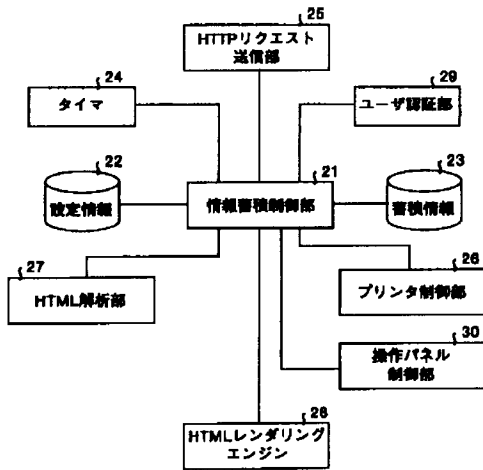 25
HTTPリクエスト
送信部
24
タイマ
29
ユーザ認証部
22
設定情報
21
情報蓄積制御部
23
蓄積情報
27
HTML解析部
26
プリンタ制御部
30
操作パネル
制御部
28
HTMLレンダリング
エンジン